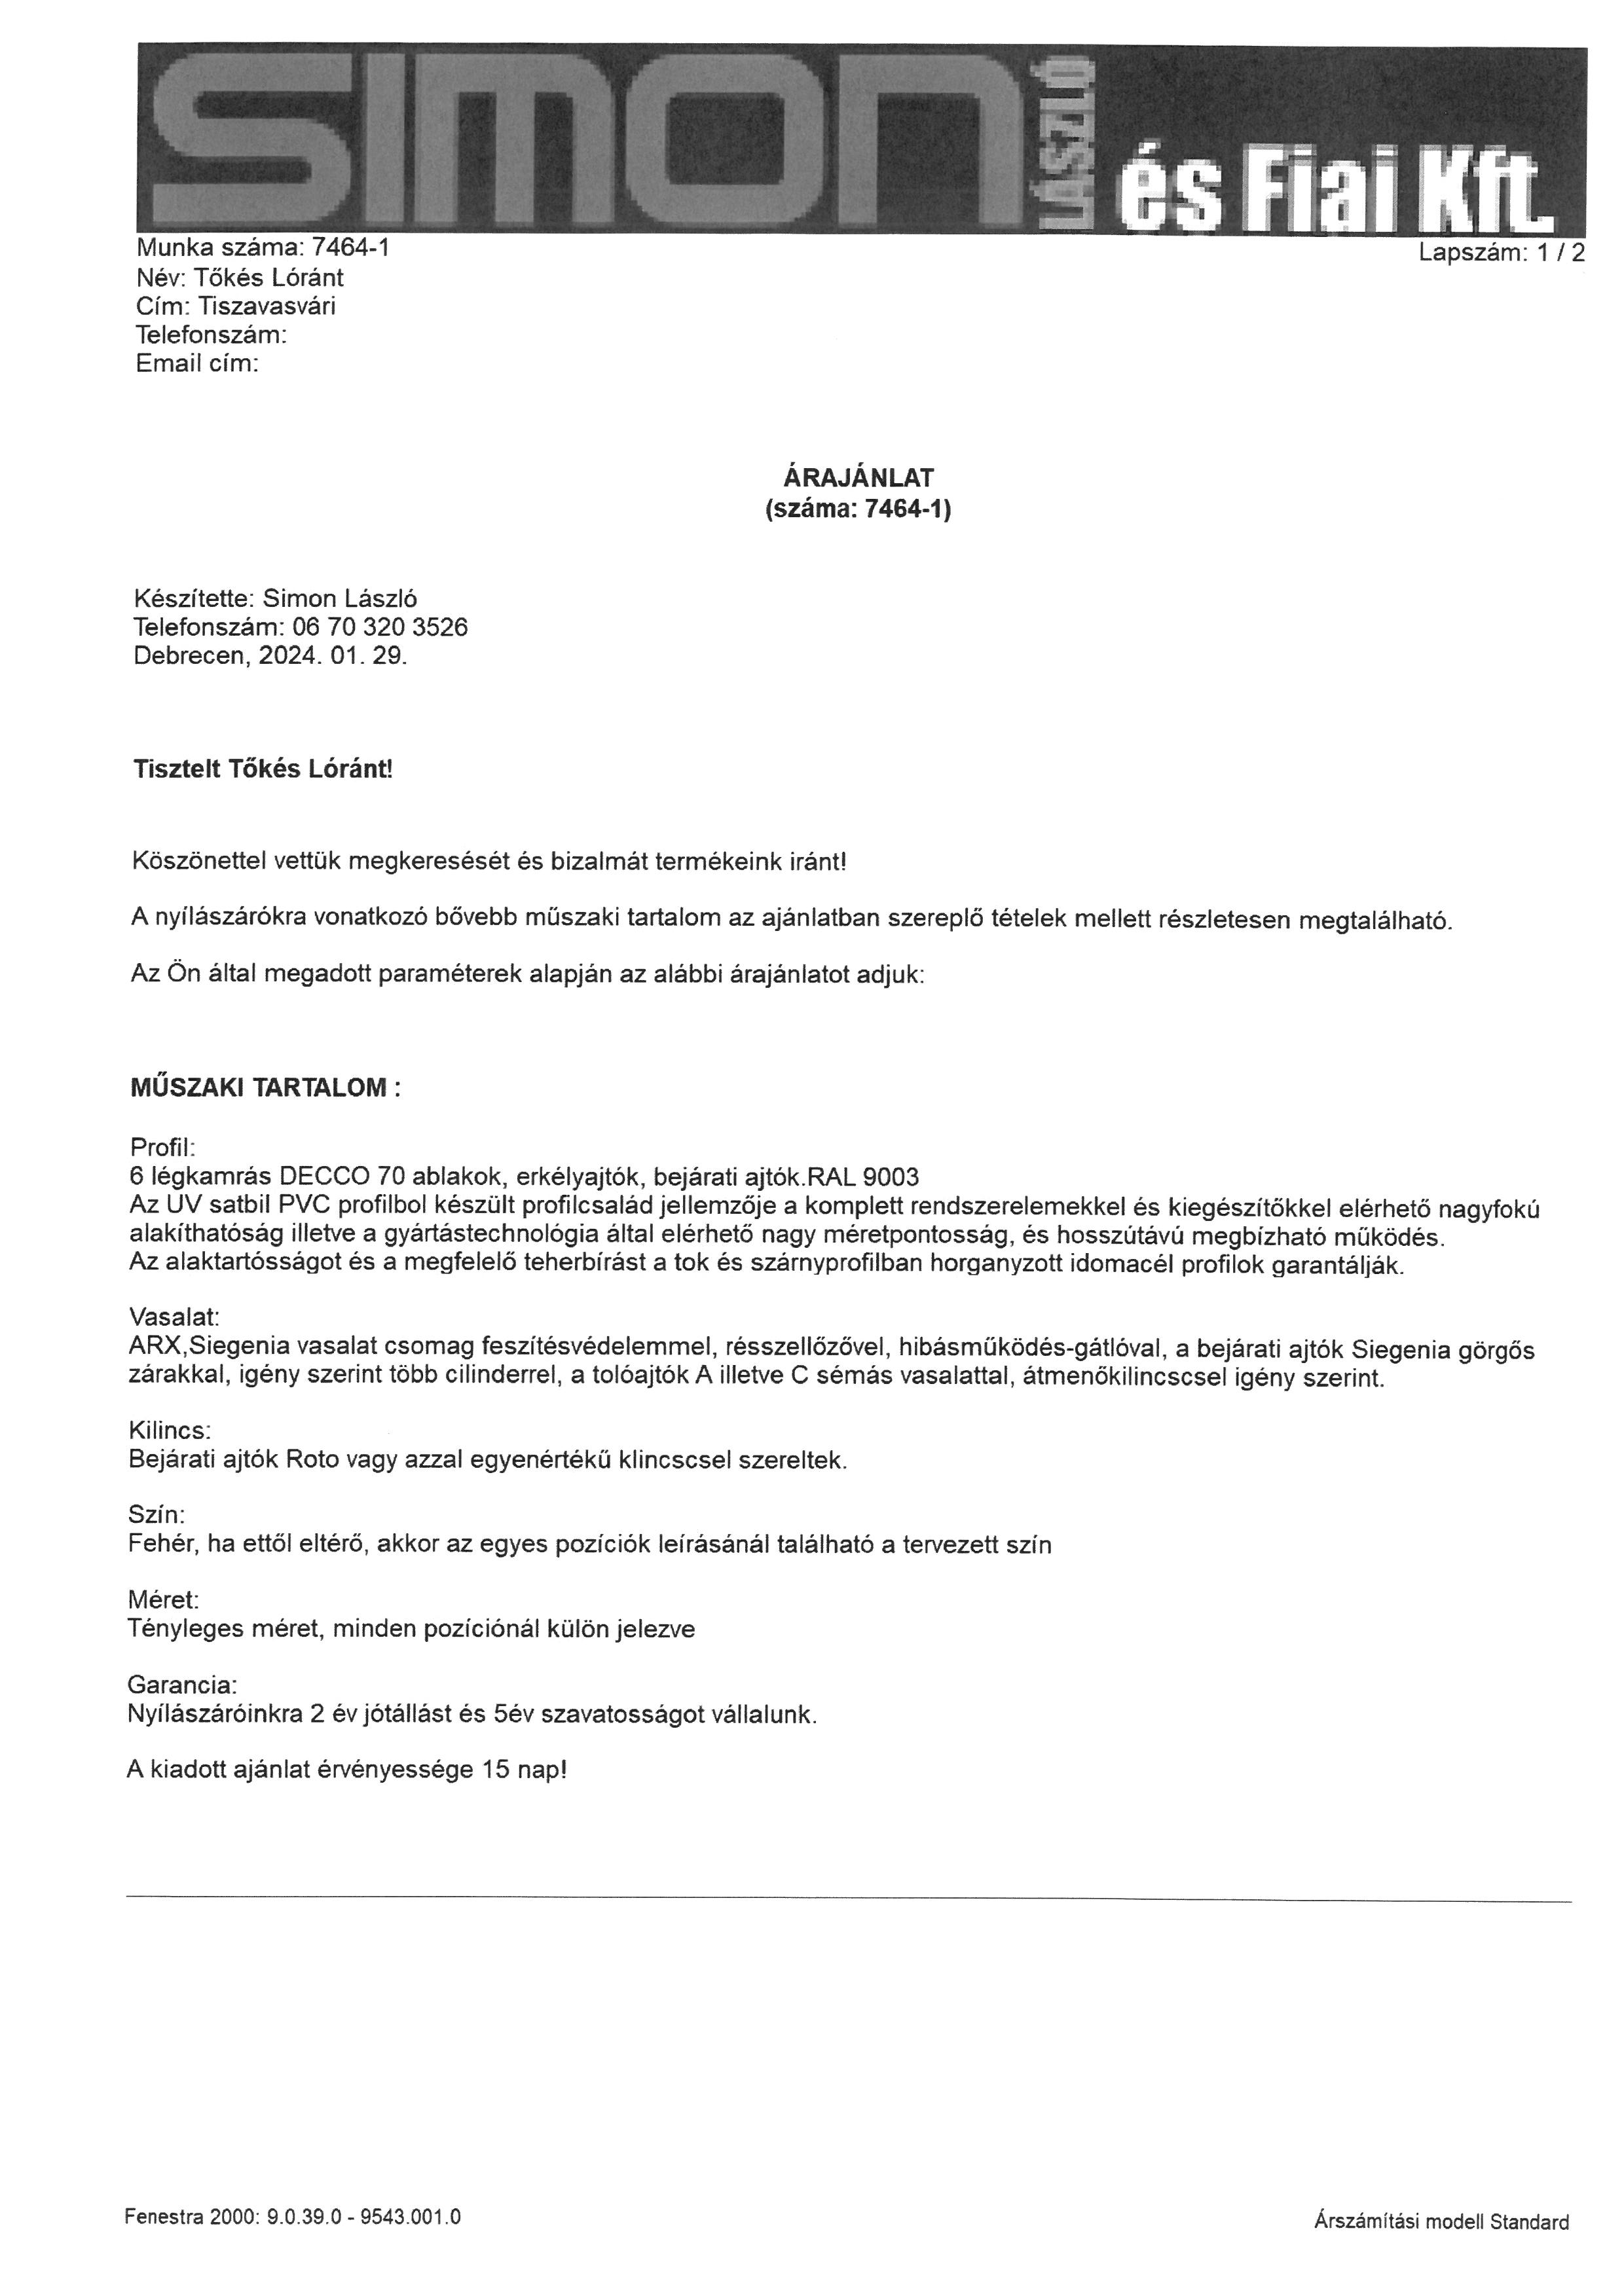 SIMON LÁSZLÓ és Fiai Kft.
Munka száma: 7464-1
Lapszám: 1 / 2
Név: Tőkés Lóránt
Cím: Tiszavasvári
Telefonszám:
Email cím:
ÁRAJÁNLAT
(száma: 7464-1)
Készítette: Simon László
Telefonszám: 06 70 320 3526
Debrecen, 2024. 01. 29.
Tisztelt Tőkés Lóránt!
Köszönettel vettük megkeresését és bizalmát termékeink iránt!
A nyílászárókra vonatkozó bővebb műszaki tartalom az ajánlatban szereplő tételek mellett részletesen megtalálható.
Az Ön által megadott paraméterek alapján az alábbi árajánlatot adjuk:
MŰSZAKI TARTALOM :
Profil:
6 légkamrás DECCO 70 ablakok, erkélyajtók, bejárati ajtók.RAL 9003
Az UV satbil PVC profilbol készült profilcsalád jellemzője a komplett rendszerelemekkel és kiegészítőkkel elérhető nagyfokú
alakíthatóság illetve a gyártástechnológia által elérhető nagy méretpontosság, és hosszútávú megbízható működés.
Az alaktartósságot és a megfelelő teherbírást a tok és szárnyprofilban horganyzott idomacél profilok garantálják.
Vasalat:
ARX,Siegenia vasalat csomag feszítésvédelemmel, résszellőzővel, hibásműködés-gátlóval, a bejárati ajtók Siegenia görgős
zárakkal, igény szerint több cilinderrel, a tolóajtók A illetve C sémás vasalattal, átmenőkilincscsel igény szerint.
Kilincs:
Bejárati ajtók Roto vagy azzal egyenértékű klincscsel szereltek.
Szín:
Fehér, ha ettől eltérő, akkor az egyes pozíciók leírásánál található a tervezett szín
Méret:
Tényleges méret, minden pozíciónál külön jelezve
Garancia:
Nyílászáróinkra 2 év jótállást és 5év szavatosságot vállalunk.
A kiadott ajánlat érvényessége 15 nap!
Fenestra 2000: 9.0.39.0 - 9543.001.0
Árszámítási modell Standard